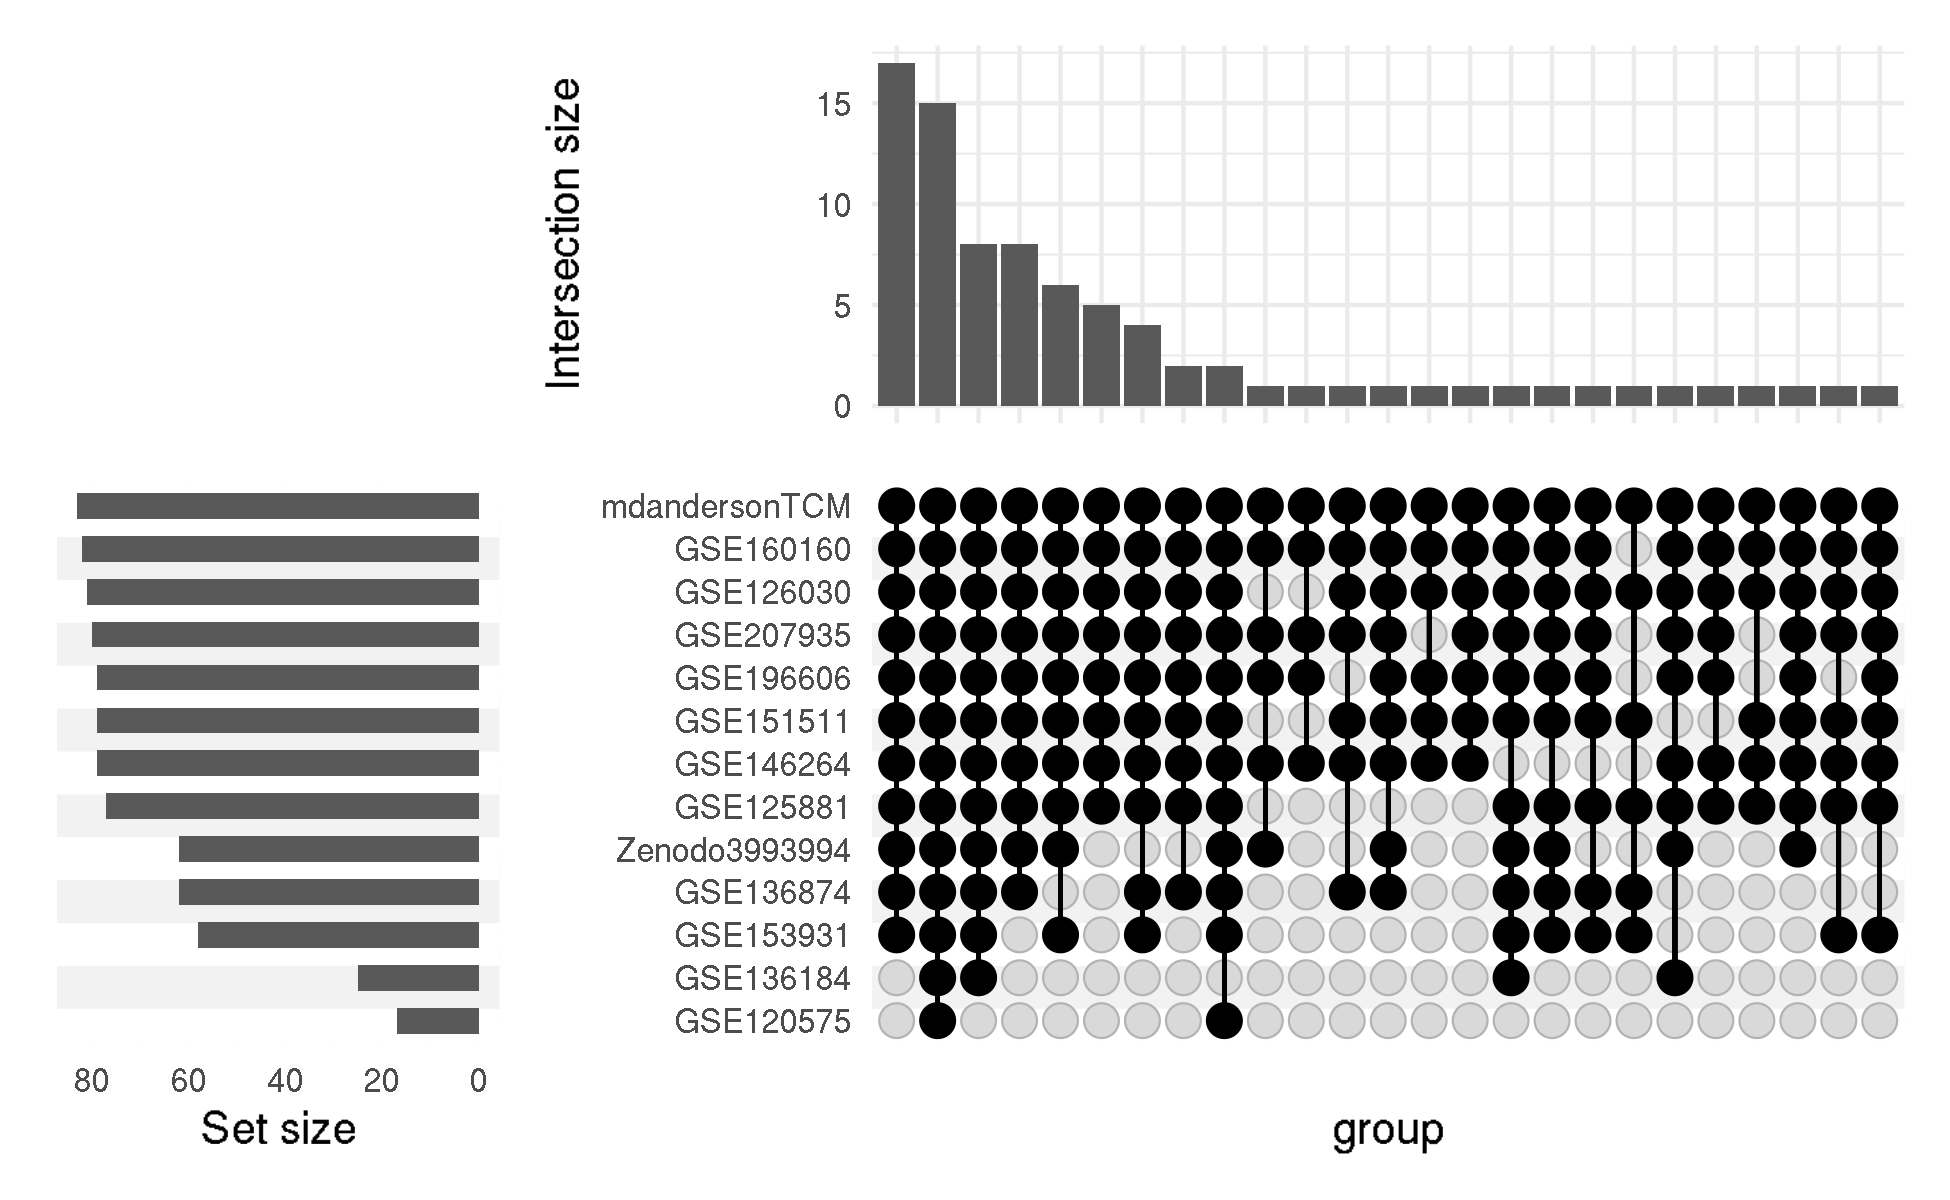 Intersection size
15
10
5
0
mdandersonTCM
GSE160160
GSE126030
GSE207935
GSE196606
GSE151511
GSE146264
GSE125881
Zenodo3993994
GSE136874
GSE153931
GSE136184
GSE120575
80 60 40 20 0
Set size
group